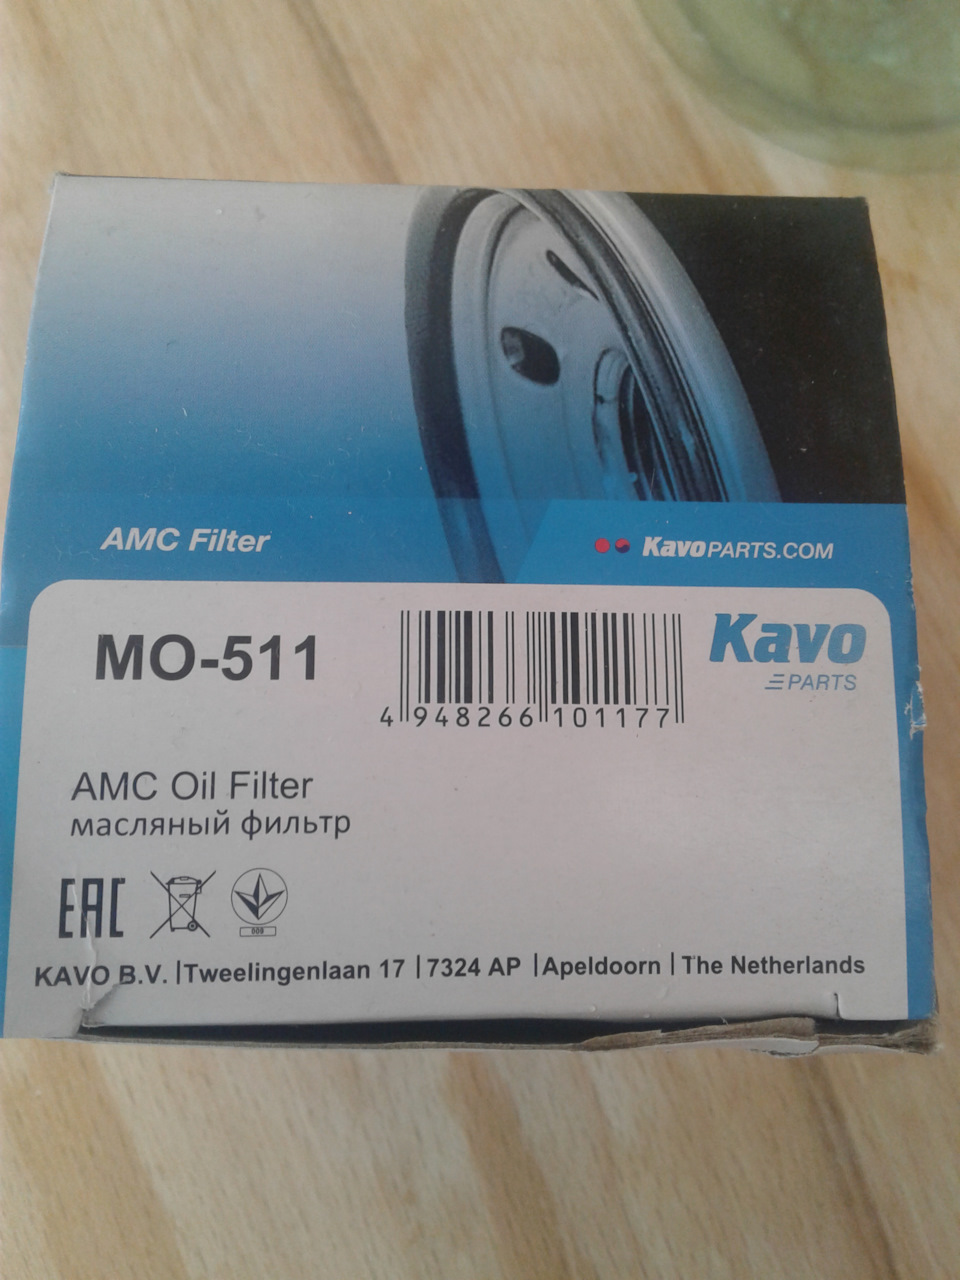 AMC Filter
KavoPARTS.COM
MO-511
Kavo
PARTS
4 948266 101177
AMC Oil Filter
масляный фильтр
EAC
009
KAVO B.V. |Tweelingenlaan 17 |7324 AP |Apeldoorn |The Netherlands